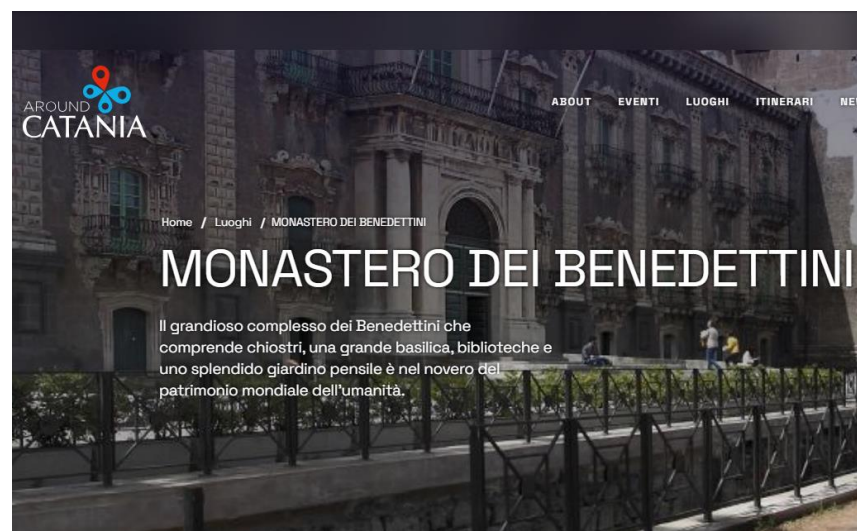 AROUND
CATANIA
ABOUT EVENTI LUOGHI ITINERARI
Home / Luoghi / MONASTERO DEI BENEDETTINI
MONASTERO DEI BENEDETTINI
Il grandioso complesso dei Benedettini che
comprende chiostri, una grande basilica, biblioteche e
uno splendido giardino pensile è nel novero del
patrimonio mondiale dell'umanità.